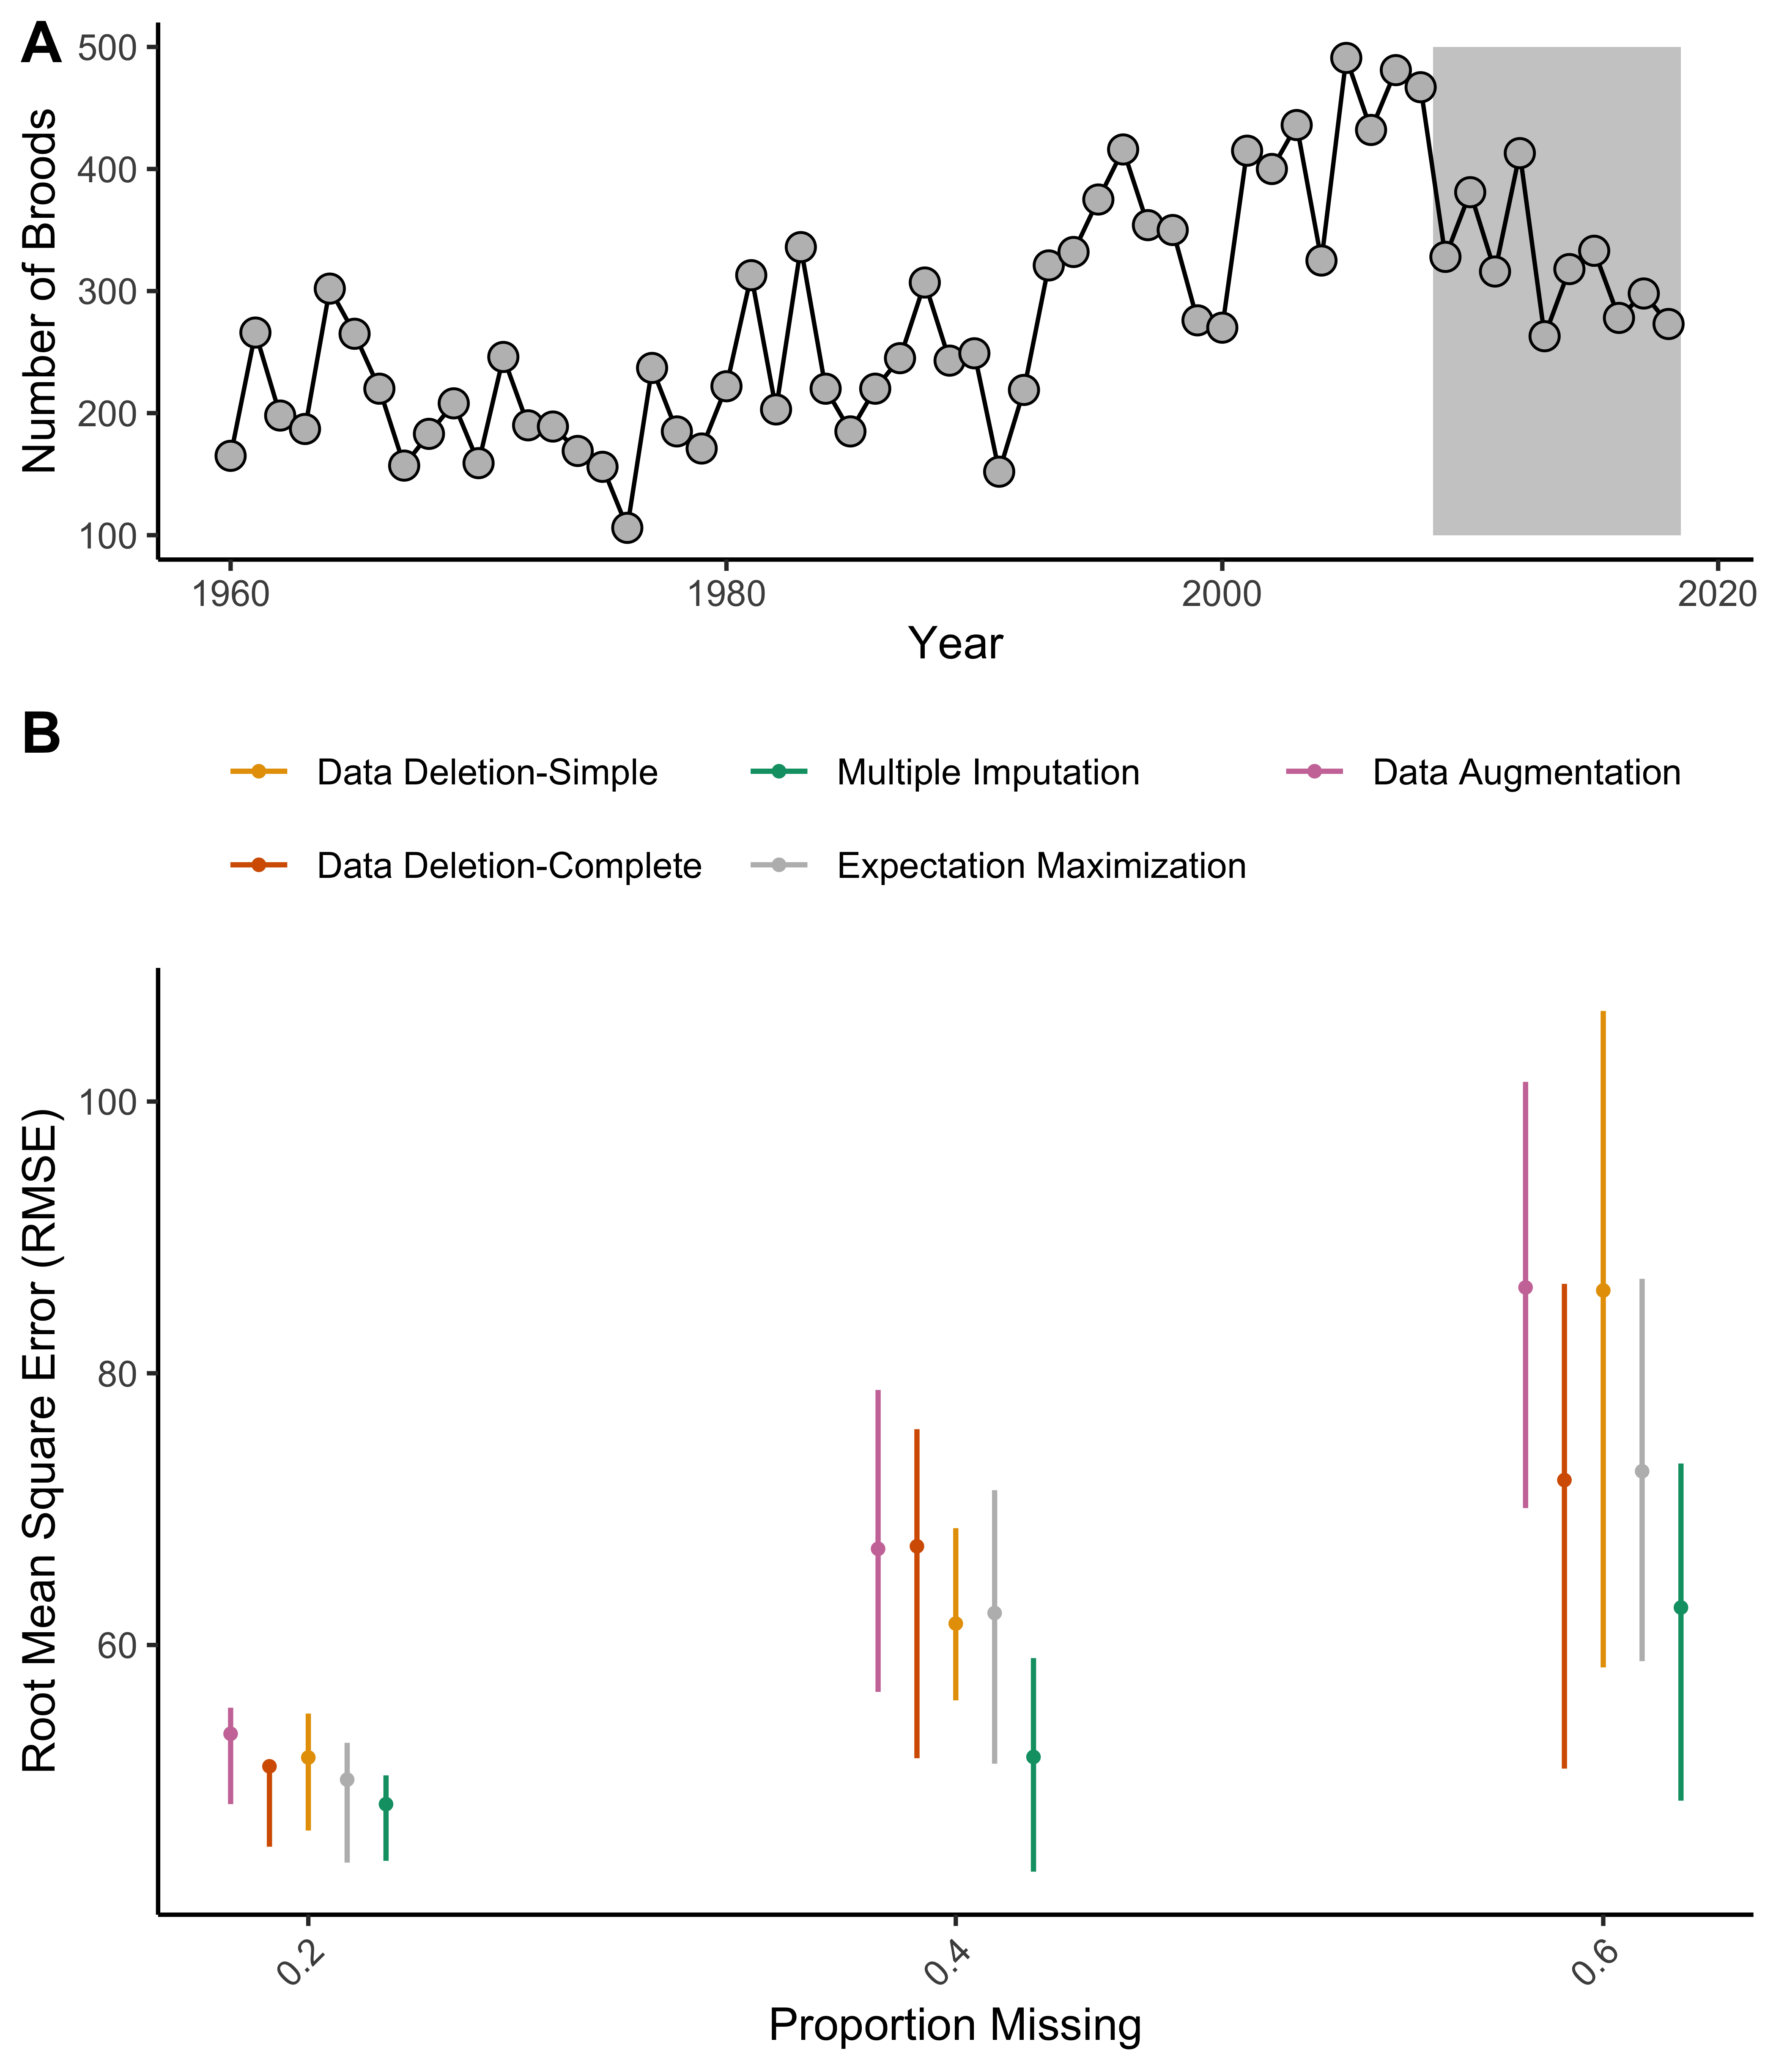 A
500
400
300
200
100
Number of Broods
1960 1980 2000 2020
Year
B
Data Deletion-Simple Multiple Imputation Data Augmentation
Data Deletion-Complete Expectation Maximization
100
80
60
Root Mean Square Error (RMSE)
0.2 0.4 0.6
Proportion Missing